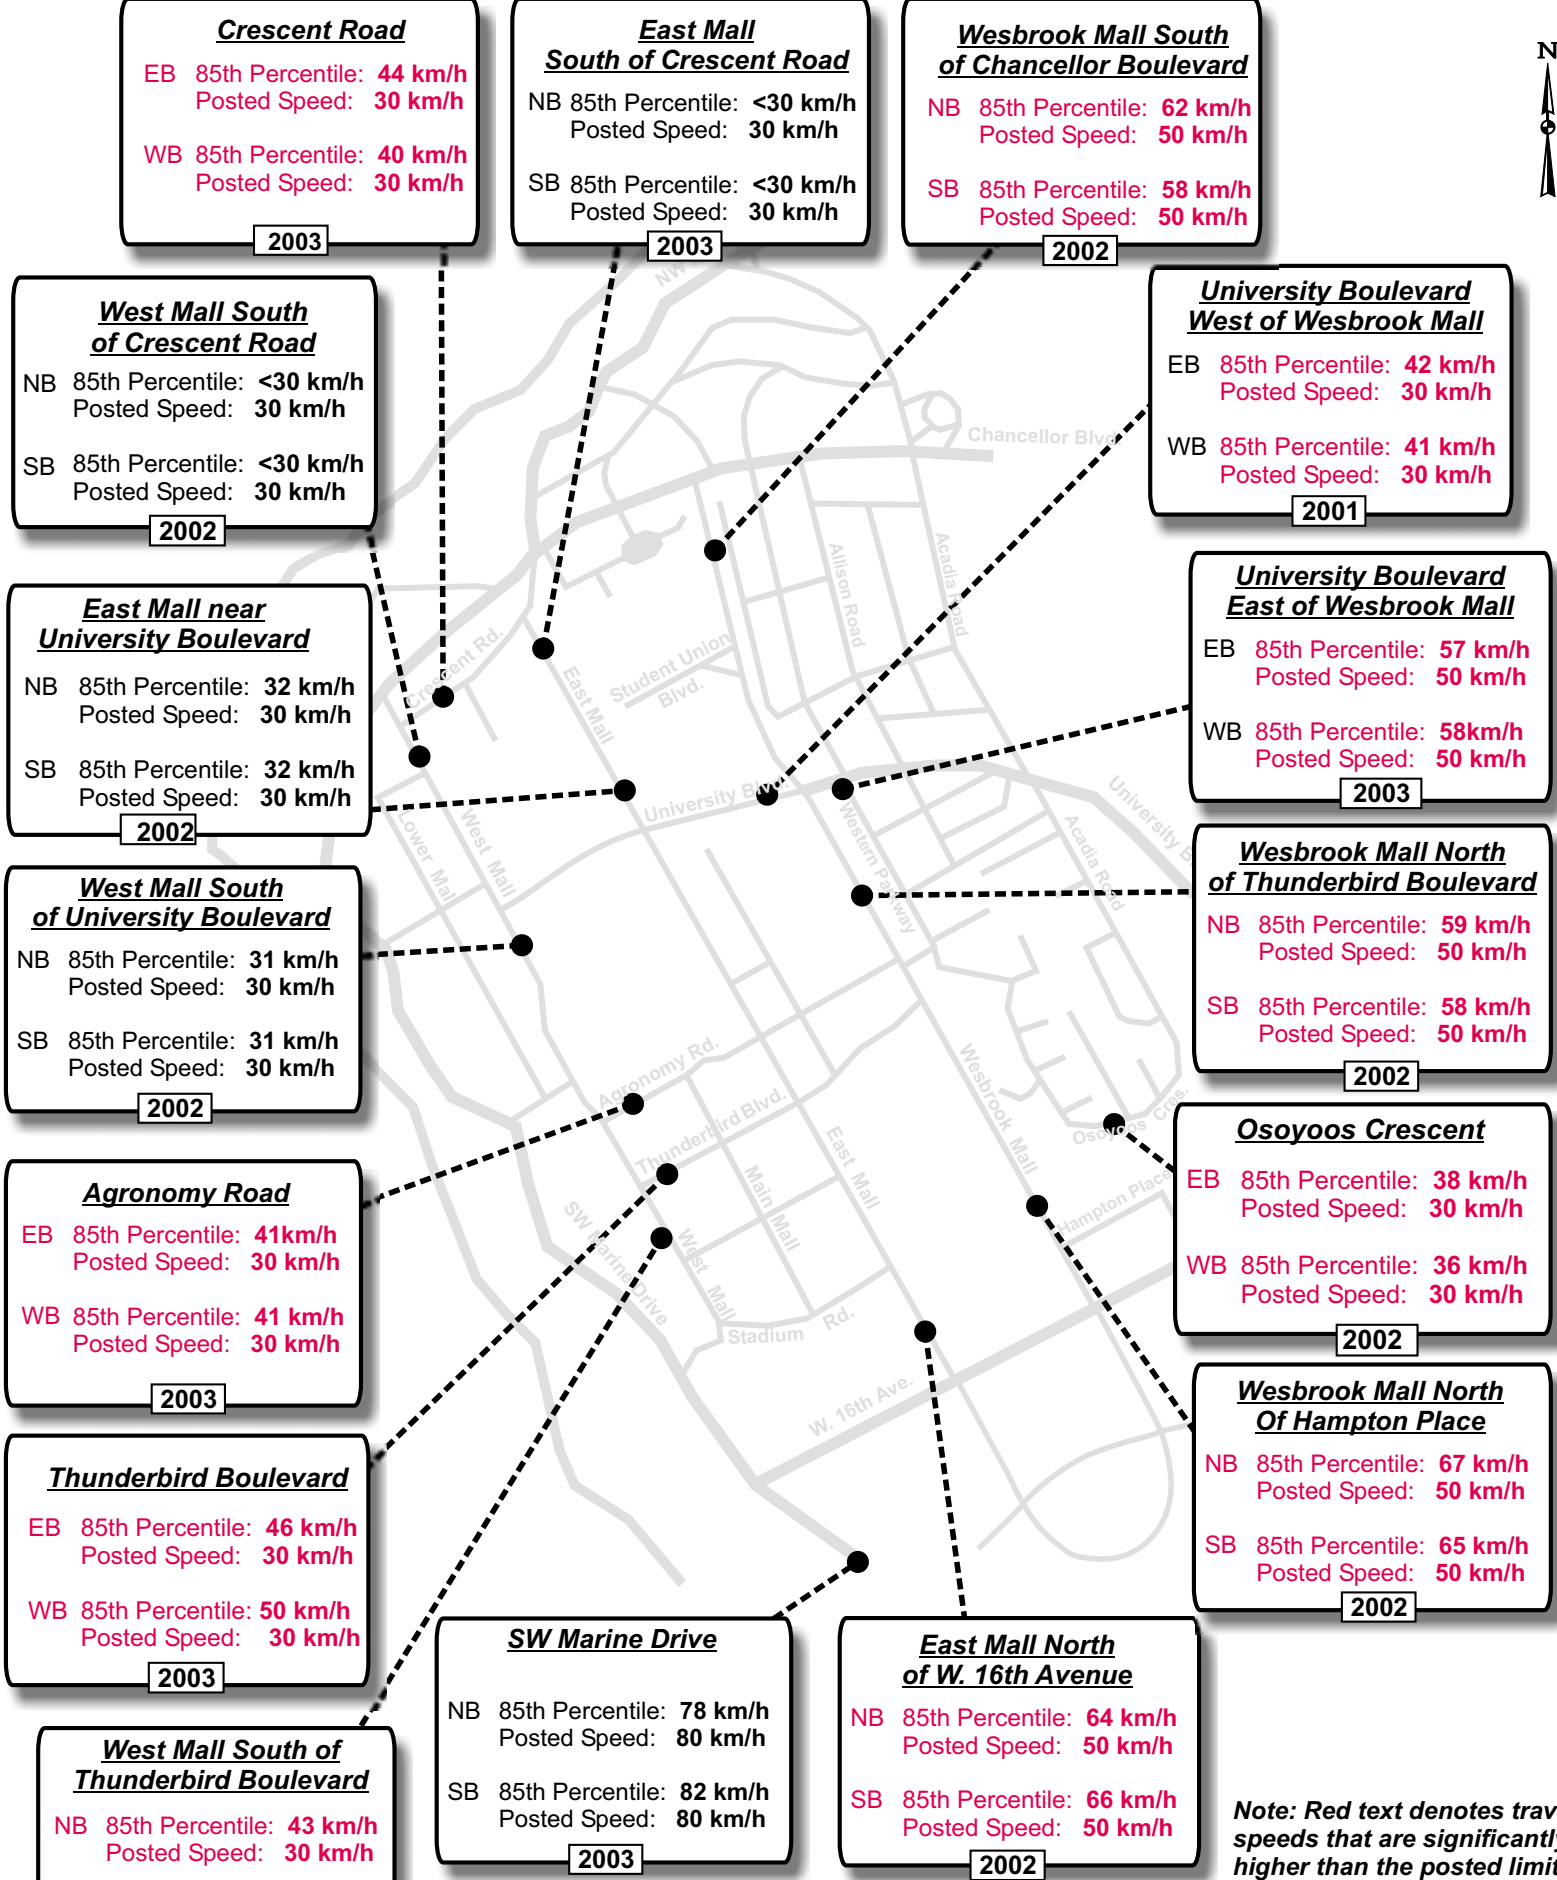 Crescent Road
EB 85th Percentile: 44 km/h
Posted Speed: 30 km/h
WB 85th Percentile: 40 km/h
Posted Speed: 30 km/h
2003
East Mall
South of Crescent Road
NB 85th Percentile: <30 km/h
Posted Speed: 30 km/h
SB 85th Percentile: <30 km/h
Posted Speed: 30 km/h
2003
Wesbrook Mall South
of Chancellor Boulevard
NB 85th Percentile: 62 km/h
Posted Speed: 50 km/h
SB 85th Percentile: 58 km/h
Posted Speed: 50 km/h
2002
N
West Mall South
of Crescent Road
NB 85th Percentile: <30 km/h
Posted Speed: 30 km/h
SB 85th Percentile: <30 km/h
Posted Speed: 30 km/h
2002
University Boulevard
West of Wesbrook Mall
EB 85th Percentile: 42 km/h
Posted Speed: 30 km/h
WB 85th Percentile: 41 km/h
Posted Speed: 30 km/h
2001
East Mall near
University Boulevard
NB 85th Percentile: 32 km/h
Posted Speed: 30 km/h
SB 85th Percentile: 32 km/h
Posted Speed: 30 km/h
2002
University Boulevard
East of Wesbrook Mall
EB 85th Percentile: 57 km/h
Posted Speed: 50 km/h
WB 85th Percentile: 58km/h
Posted Speed: 50 km/h
2003
West Mall South
of University Boulevard
NB 85th Percentile: 31 km/h
Posted Speed: 30 km/h
SB 85th Percentile: 31 km/h
Posted Speed: 30 km/h
2002
Wesbrook Mall North
of Thunderbird Boulevard
NB 85th Percentile: 59 km/h
Posted Speed: 50 km/h
SB 85th Percentile: 58 km/h
Posted Speed: 50 km/h
2002
Agronomy Road
EB 85th Percentile: 41km/h
Posted Speed: 30 km/h
WB 85th Percentile: 41 km/h
Posted Speed: 30 km/h
2003
Osoyoos Crescent
EB 85th Percentile: 38 km/h
Posted Speed: 30 km/h
WB 85th Percentile: 36 km/h
Posted Speed: 30 km/h
2002
Thunderbird Boulevard
EB 85th Percentile: 46 km/h
Posted Speed: 30 km/h
WB 85th Percentile: 50 km/h
Posted Speed: 30 km/h
2003
Wesbrook Mall North
Of Hampton Place
NB 85th Percentile: 67 km/h
Posted Speed: 50 km/h
SB 85th Percentile: 65 km/h
Posted Speed: 50 km/h
2002
West Mall South of
Thunderbird Boulevard
NB 85th Percentile: 43 km/h
Posted Speed: 30 km/h
SW Marine Drive
NB 85th Percentile: 78 km/h
Posted Speed: 80 km/h
SB 85th Percentile: 82 km/h
Posted Speed: 80 km/h
2003
East Mall North
of W. 16th Avenue
NB 85th Percentile: 64 km/h
Posted Speed: 50 km/h
SB 85th Percentile: 66 km/h
Posted Speed: 50 km/h
2002
Note: Red text denotes trav
speeds that are significantly
higher than the posted limit
NW
Chancellor Blvd
Allison Road
Acadia Road
Crescent Rd.
East Mall
Student Union
Blvd.
University Blvd.
University B
Lower Mall
West Mall
Western Parkway
Acadia Road
Agronomy Rd.
Thunderbird Blvd.
Wesbrook Mall
Osoyoos Cres.
Hampton Place
SW Marine Drive
West Mall
Main Mall
East Mall
Stadium Rd.
W. 16th Ave.